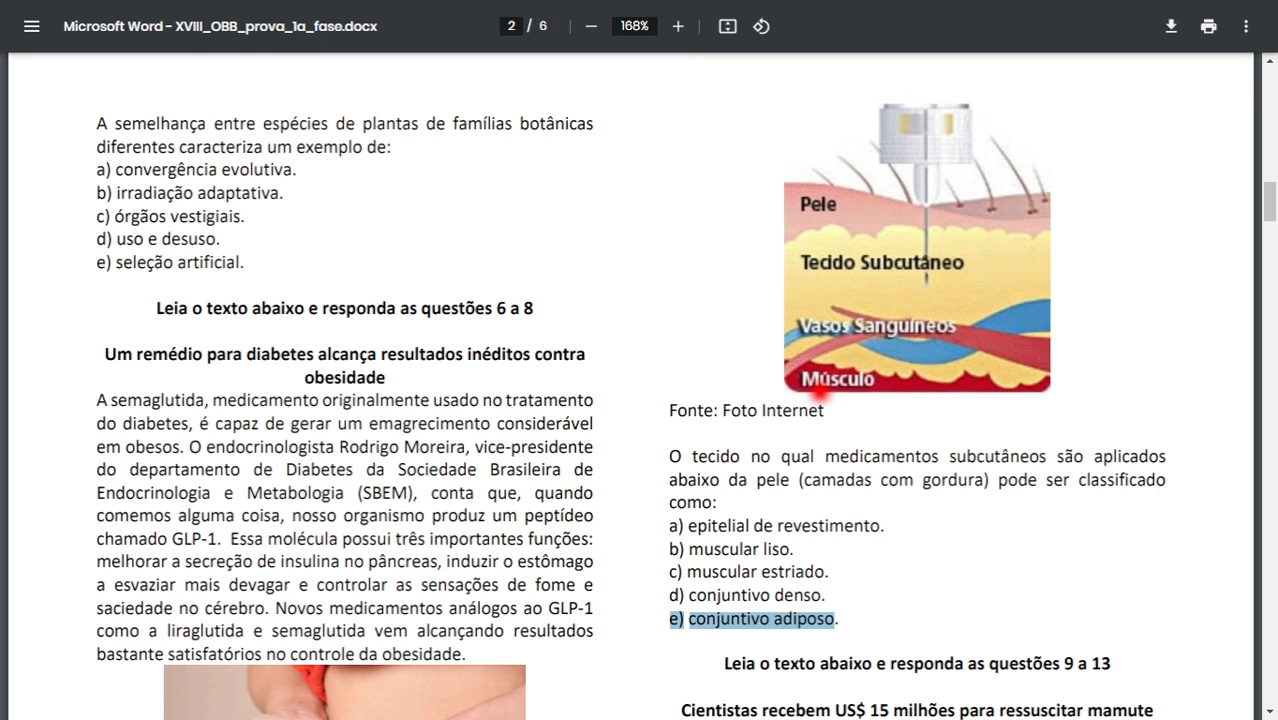 Microsoft Word - XVIII_OBB_prova_1a_fase.docx
2 / 6
168%
A semelhança entre espécies de plantas de famílias botânicas
diferentes caracteriza um exemplo de:
a) convergência evolutiva.
b) irradiação adaptativa.
c) órgãos vestigiais.
d) uso e desuso.
e) seleção artificial.
Leia o texto abaixo e responda as questões 6 a 8
Um remédio para diabetes alcança resultados inéditos contra
obesidade
A semaglutida, medicamento originalmente usado no tratamento
do diabetes, é capaz de gerar um emagrecimento considerável
em obesos. O endocrinologista Rodrigo Moreira, vice-presidente
do departamento de Diabetes da Sociedade Brasileira de
Endocrinologia e Metabologia (SBEM), conta que, quando
comemos alguma coisa, nosso organismo produz um peptídeo
chamado GLP-1. Essa molécula possui três importantes funções:
melhorar a secreção de insulina no pâncreas, induzir o estômago
a esvaziar mais devagar e controlar as sensações de fome e
saciedade no cérebro. Novos medicamentos análogos ao GLP-1
como a liraglutida e semaglutida vem alcançando resultados
bastante satisfatórios no controle da obesidade.
Pele
Tecido Subcutâneo
Vasos Sanguíneos
Músculo
Fonte: Foto Internet
O tecido no qual medicamentos subcutâneos são aplicados
abaixo da pele (camadas com gordura) pode ser classificado
como:
a) epitelial de revestimento.
b) muscular liso.
c) muscular estriado.
d) conjuntivo denso.
e) conjuntivo adiposo.
Leia o texto abaixo e responda as questões 9 a 13
Cientistas recebem US$ 15 milhões para ressuscitar mamute